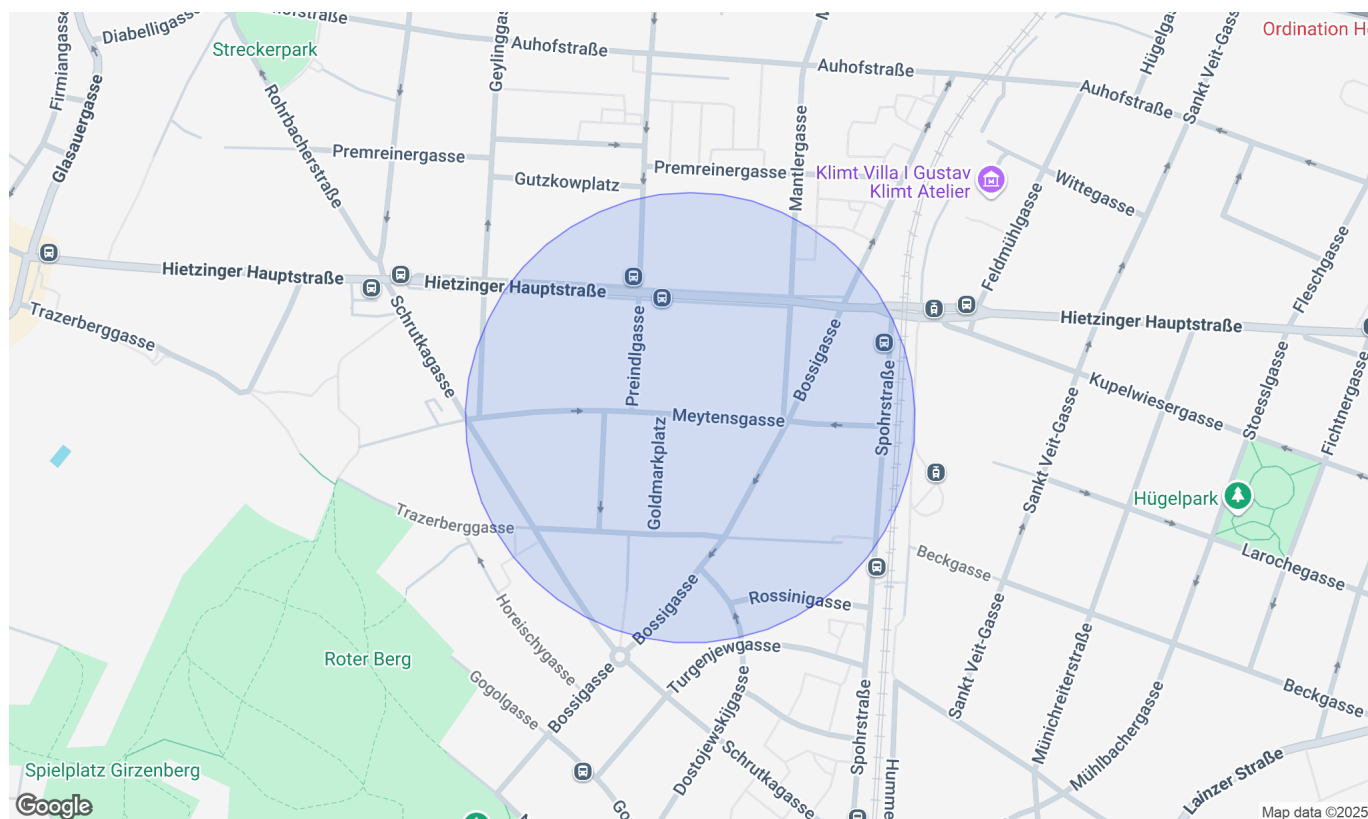 Diabelligasse
Streckerpark
Auhofstraße
Auhofstraße
Auhofstraße
Ordination
Firmiangasse
Glasauergasse
Rohrbacherstraße
Geylinggasse
Mantlergasse
Hügelgasse
Sankt Veit-Gasse
Premreinergasse
Gutzkowplatz
Premreinergasse
Klimt Villa I Gustav
Klimt Atelier
Wittegasse
Feldmühlgasse
Fleschgasse
Hietzinger Hauptstraße
Hietzinger Hauptstraße
Hietzinger Hauptstraße
Trazerberggasse
Schrutkagasse
Preindlgasse
Bossigasse
Spohrstraße
Kupelwiesergasse
Stoesslgasse
Fichtnergasse
Meytensgasse
Goldmarkplatz
Sankt Veit-Gasse
Hügelpark
Trazerberggasse
Larochegasse
Beckgasse
Horeischygasse
Bossigasse
Rossinigasse
Roter Berg
Turgenjewgasse
Gogolgasse
Bossigasse
Dostojewskijgasse
Spohrstraße
Sankt Veit-Gasse
Münichreiterstraße
Mühlbachergasse
Beckgasse
Schrutkagasse
Lainzer Straße
Spielplatz Girzenberg
Google
Map data ©2025